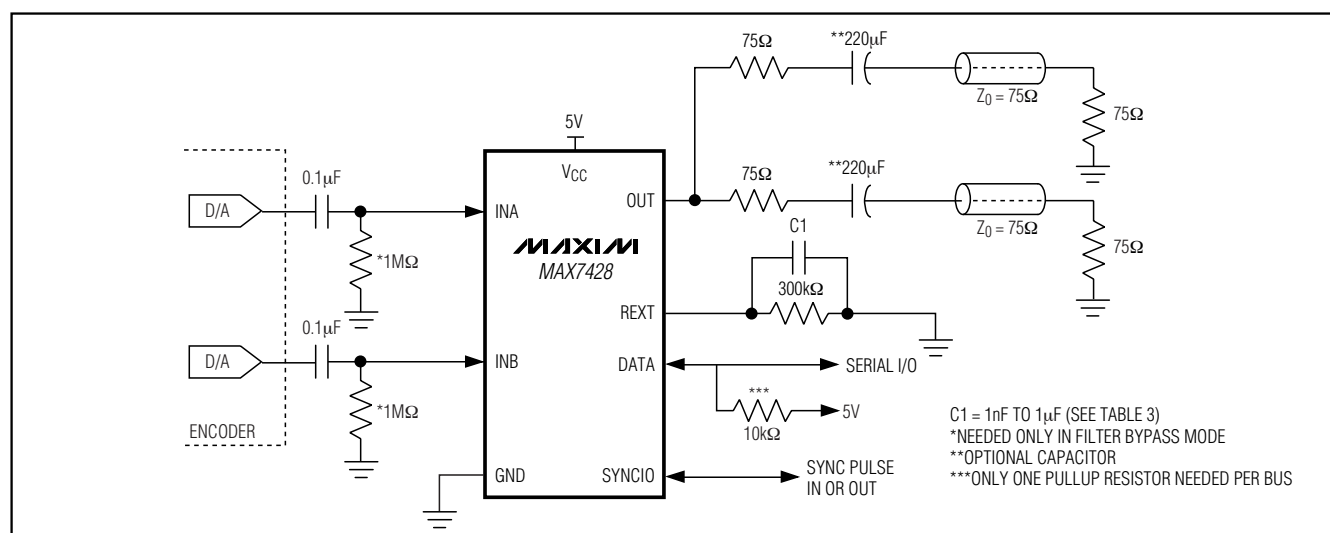 75Ω
**220μF
Z0 = 75Ω
75Ω
5V
VCC
0.1μF
D/A
INA
OUT
75Ω
**220μF
Z0 = 75Ω
75Ω
*1MΩ
MAXIM
MAX7428
C1
300kΩ
REXT
0.1μF
D/A
INB
DATA
SERIAL I/O
*1MΩ
***
10kΩ
5V
ENCODER
GND
SYNCIO
SYNC PULSE
IN OR OUT
C1 = 1nF TO 1μF (SEE TABLE 3)
*NEEDED ONLY IN FILTER BYPASS MODE
**OPTIONAL CAPACITOR
***ONLY ONE PULLUP RESISTOR NEEDED PER BUS